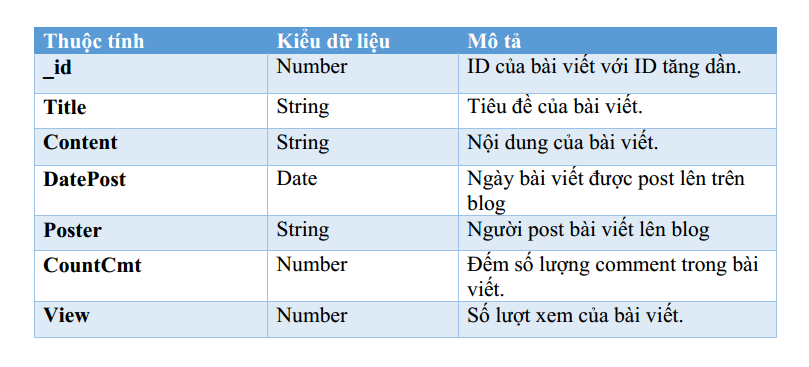 Thuộc tính Kiểu dữ liệu Mô tả
_id Number ID của bài viết với ID tăng dần.
Title String Tiêu đề của bài viết.
Content String Nội dung của bài viết.
DatePost Date Ngày bài viết được post lên trên
blog
Poster String Người post bài viết lên blog
CountCmt Number Đếm số lượng comment trong bài
viết.
View Number Số lượt xem của bài viết.